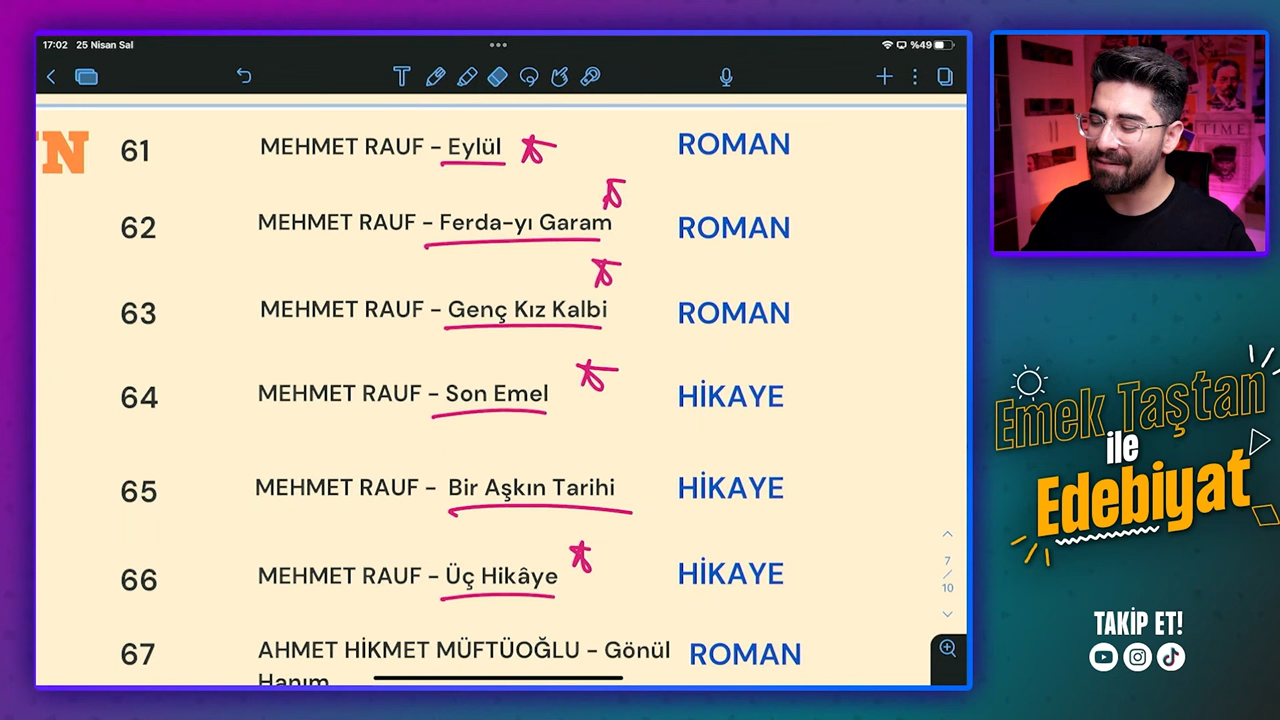 17:02 25 Nisan Sal
%49
T
N
61 MEHMET RAUF - Eylül ROMAN
62 MEHMET RAUF - Ferda-yı Garam ROMAN
63 MEHMET RAUF - Genç Kız Kalbi ROMAN
64 MEHMET RAUF - Son Emel HİKAYE
65 MEHMET RAUF - Bir Aşkın Tarihi HİKAYE
66 MEHMET RAUF - Üç Hikâye HİKAYE
67 AHMET HİKMET MÜFTÜOĞLU - Gönül ROMAN
Hanım
7
/
10
TIME
Emek Taştan
ile
Edebiyat
TAKİP ET!